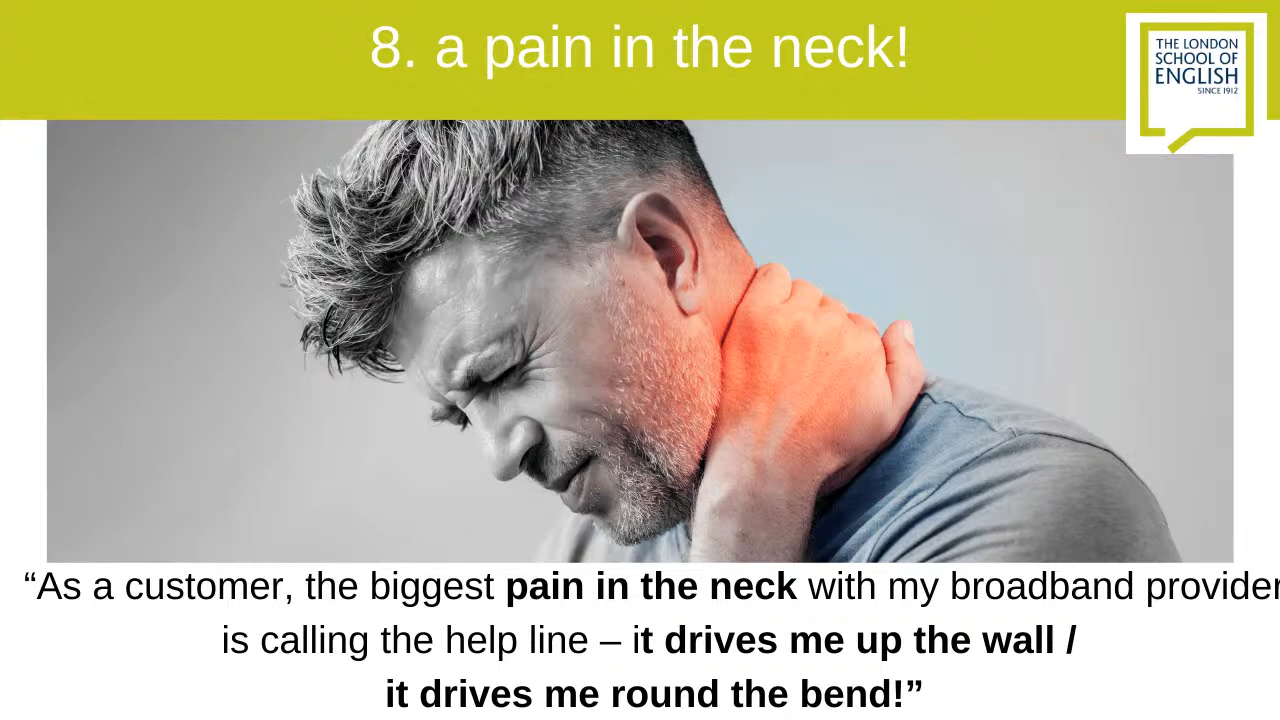 8. a pain in the neck!
THE LONDON
SCHOOL OF
ENGLISH
SINCE 1912
“As a customer, the biggest pain in the neck with my broadband provider
is calling the help line – it drives me up the wall /
it drives me round the bend!”